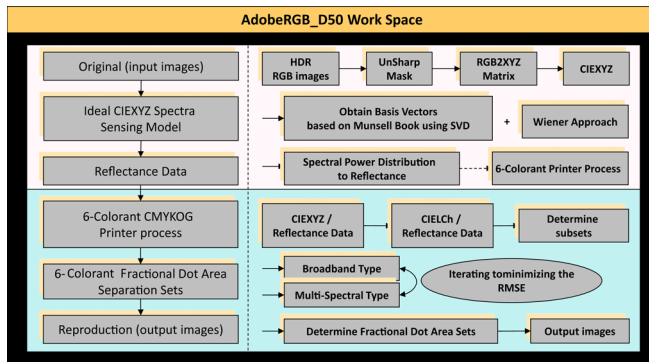 AdobeRGB_D50 Work Space
Original (input images)
HDR
RGB images
UnSharp
Mask
RGB2XYZ
Matrix
CIEXYZ
Ideal CIEXYZ Spectra
Sensing Model
Obtain Basis Vectors
based on Munsell Book using SVD
+
Wiener Approach
Reflectance Data
Spectral Power Distribution
to Reflectance
6-Colorant Printer Process
6-Colorant CMYKOG
Printer process
CIEXYZ /
Reflectance Data
CIELCh /
Reflectance Data
Determine
subsets
6-Colorant Fractional Dot Area
Separation Sets
Broadband Type
Multi-Spectral Type
Iterating tominimizing the
RMSE
Reproduction (output images)
Determine Fractional Dot Area Sets
Output images